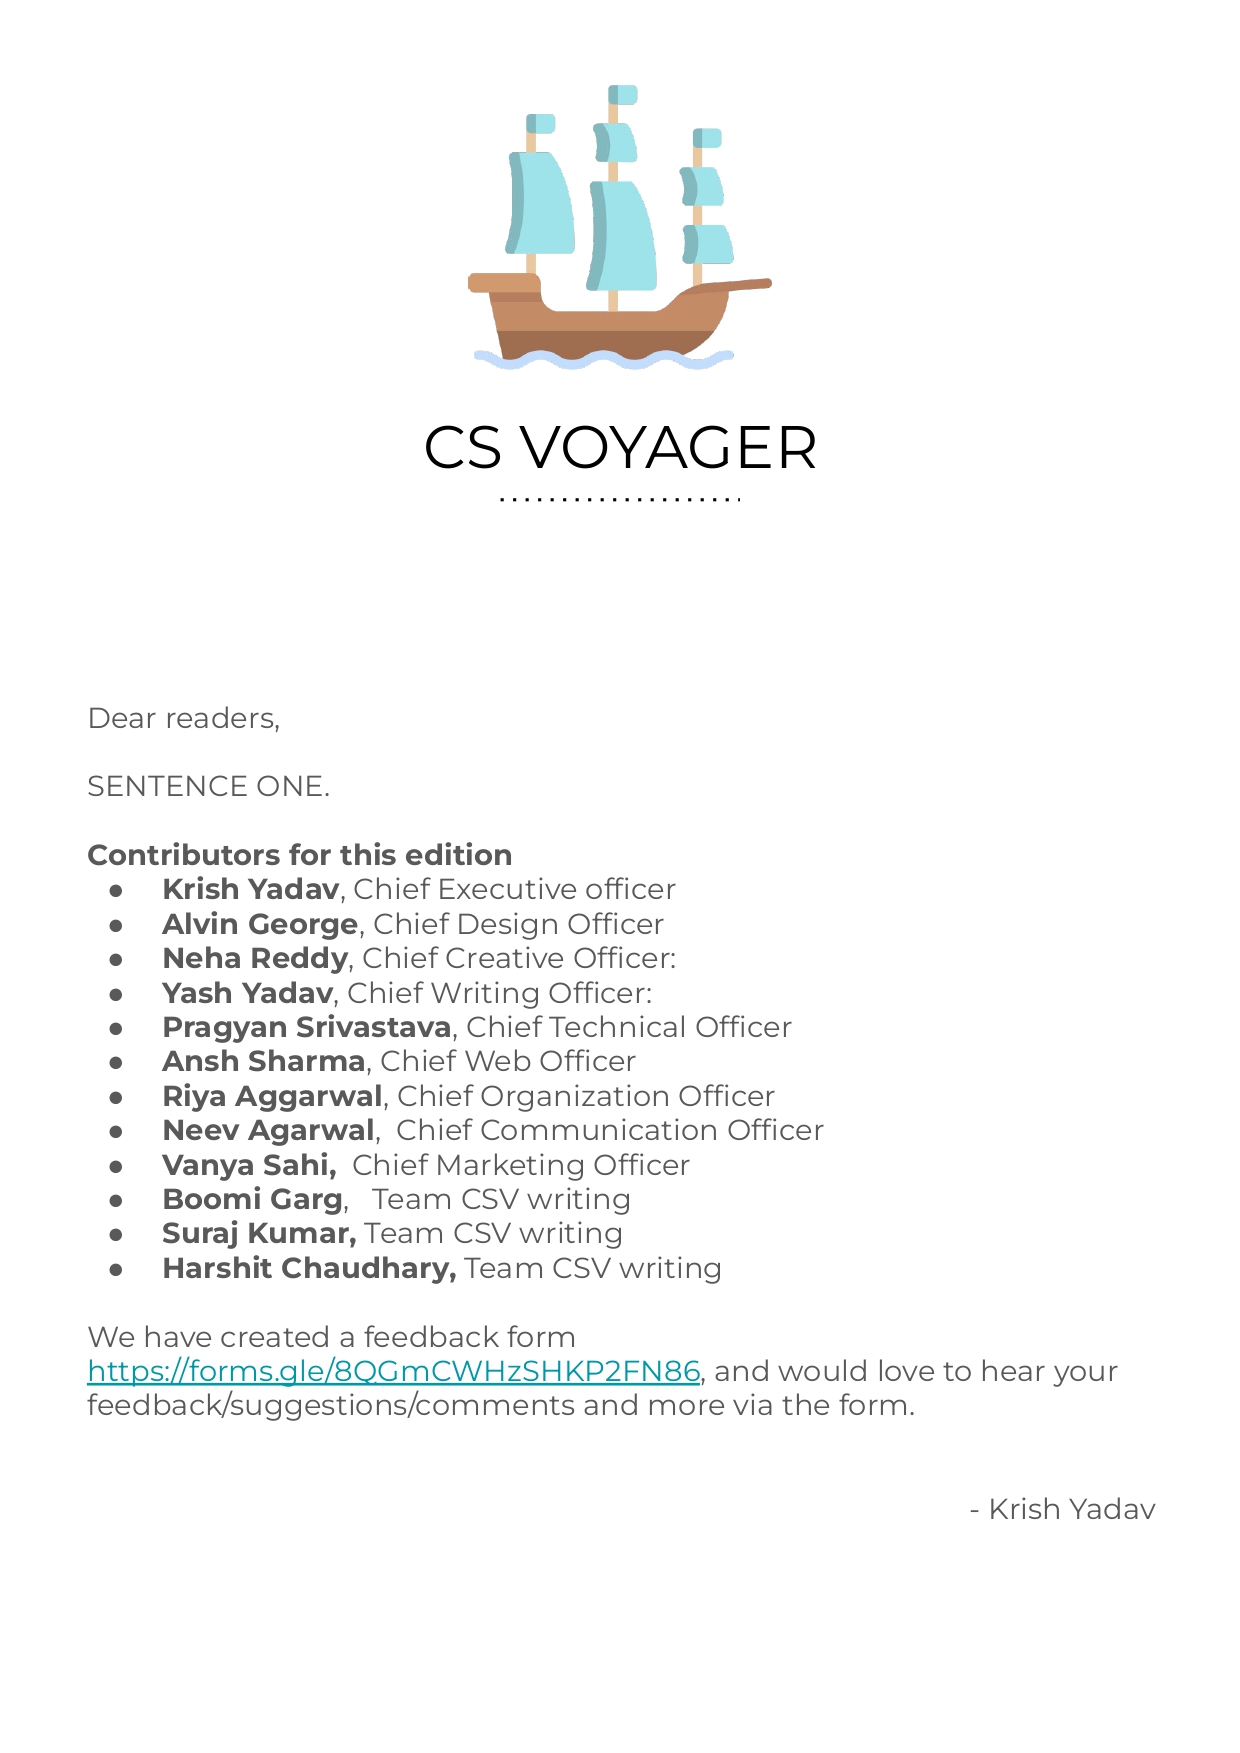 CS VOYAGER
Dear readers,
SENTENCE ONE.
Contributors for this edition
● Krish Yadav, Chief Executive officer
● Alvin George, Chief Design Officer
● Neha Reddy, Chief Creative Officer:
● Yash Yadav, Chief Writing Officer:
● Pragyan Srivastava, Chief Technical Officer
● Ansh Sharma, Chief Web Officer
● Riya Aggarwal, Chief Organization Officer
● Neev Agarwal, Chief Communication Officer
● Vanya Sahi, Chief Marketing Officer
● Boomi Garg, Team CSV writing
● Suraj Kumar, Team CSV writing
● Harshit Chaudhary, Team CSV writing
We have created a feedback form
https://forms.gle/8QGmCWHzSHKP2FN86, and would love to hear your
feedback/suggestions/comments and more via the form.
- Krish Yadav